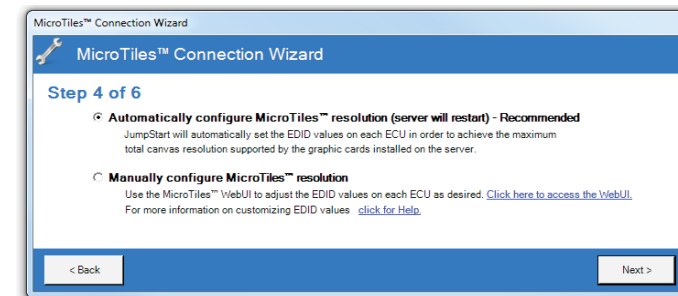 MicroTiles™ Connection Wizard
MicroTiles™ Connection Wizard
Step 4 of 6
Automatically configure MicroTiles™ resolution (server will restart) - Recommended
JumpStart will automatically set the EDID values on each ECU in order to achieve the maximum
total canvas resolution supported by the graphic cards installed on the server.
Manually configure MicroTiles™ resolution
Use the MicroTiles™ WebUI to adjust the EDID values on each ECU as desired. Click here to access the WebUI.
For more information on customizing EDID values click for Help.
< Back
Next >